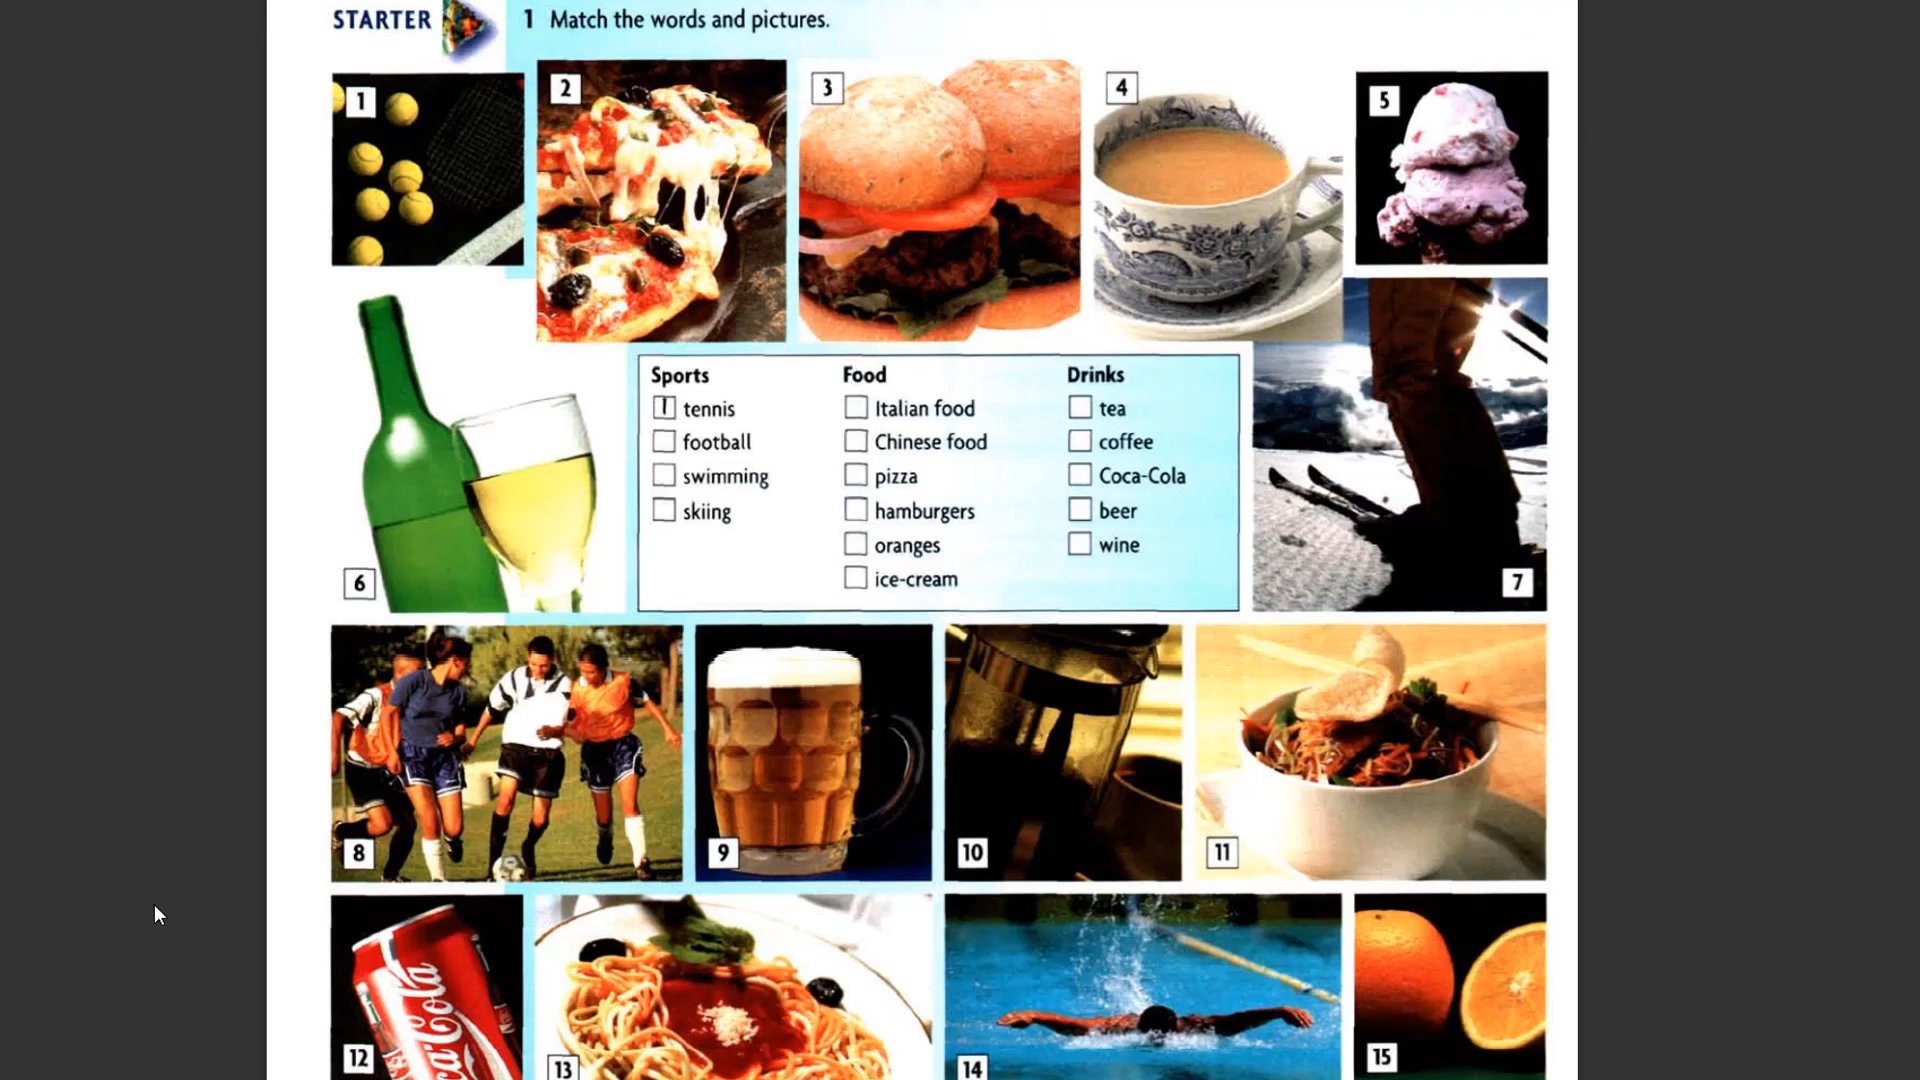 STARTER
1 Match the words and pictures.
1
2
3
4
5
6
Sports
1 tennis
football
swimming
skiing
Food
Italian food
Chinese food
pizza
hamburgers
oranges
ice-cream
Drinks
tea
coffee
Coca-Cola
beer
wine
7
8
9
10
11
12
Coca-Cola
13
14
15